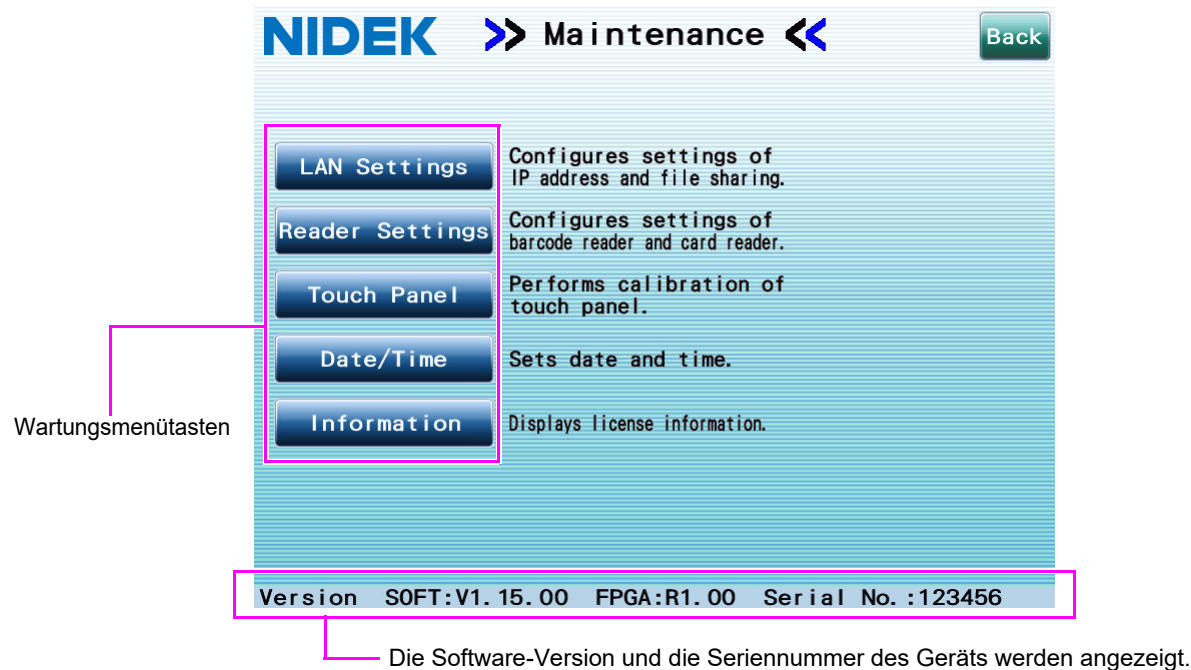 NIDEK >> Maintenance << Back
LAN Settings
Configures settings of
IP address and file sharing.
Reader Settings
Configures settings of
barcode reader and card reader.
Touch Panel
Performs calibration of
touch panel.
Date/Time
Sets date and time.
Wartungsmenütasten
Information
Displays license information.
Version SOFT:V1.15.00 FPGA:R1.00 Serial No.:123456
Die Software-Version und die Seriennummer des Geräts werden angezeigt.